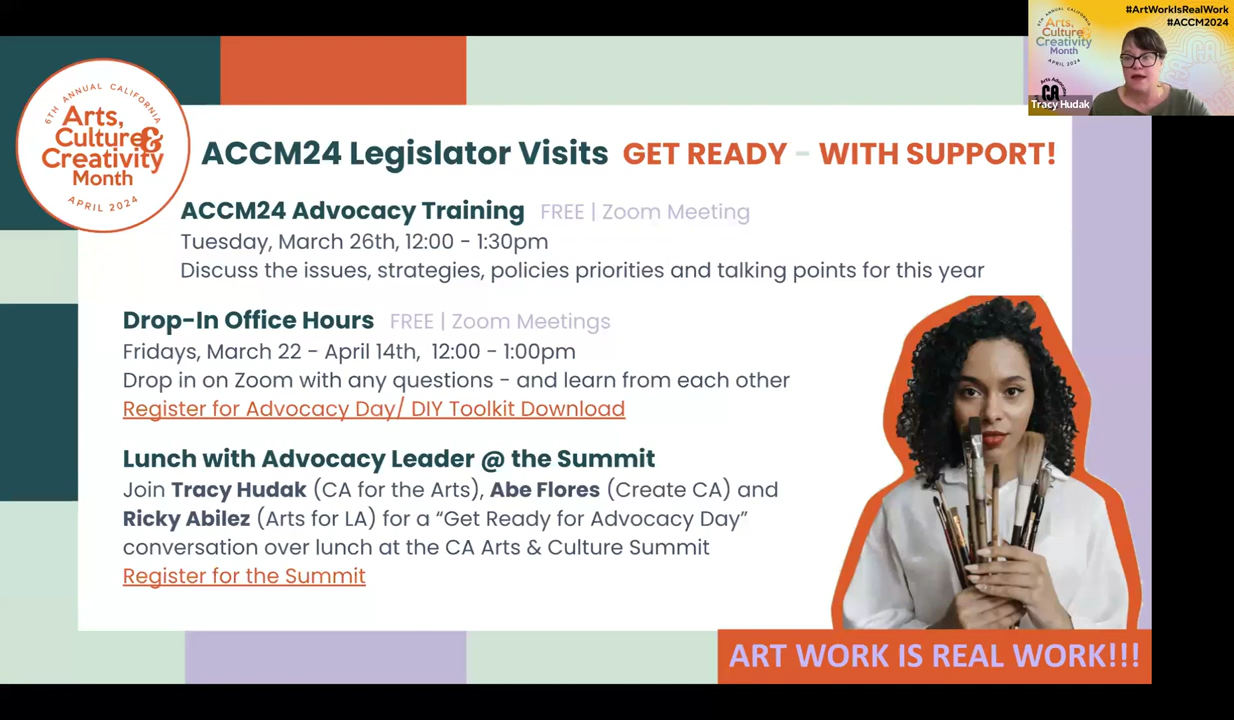 #ArtWorkIsRealWork
#ACCM2024
6TH ANNUAL CALIFORNIA
Arts,
Culture &
Creativity
Month
APRIL 2024
Arts Advo
CA
Tracy Hudak
6TH ANNUAL CALIFORNIA
Arts,
Culture &
Creativity
Month
APRIL 2024
ACCM24 Legislator Visits GET READY - WITH SUPPORT!
ACCM24 Advocacy Training FREE | Zoom Meeting
Tuesday, March 26th, 12:00 - 1:30pm
Discuss the issues, strategies, policies priorities and talking points for this year
Drop-In Office Hours FREE | Zoom Meetings
Fridays, March 22 - April 14th, 12:00 - 1:00pm
Drop in on Zoom with any questions - and learn from each other
Register for Advocacy Day/ DIY Toolkit Download
Lunch with Advocacy Leader @ the Summit
Join Tracy Hudak (CA for the Arts), Abe Flores (Create CA) and
Ricky Abilez (Arts for LA) for a “Get Ready for Advocacy Day”
conversation over lunch at the CA Arts & Culture Summit
Register for the Summit
ART WORK IS REAL WORK!!!